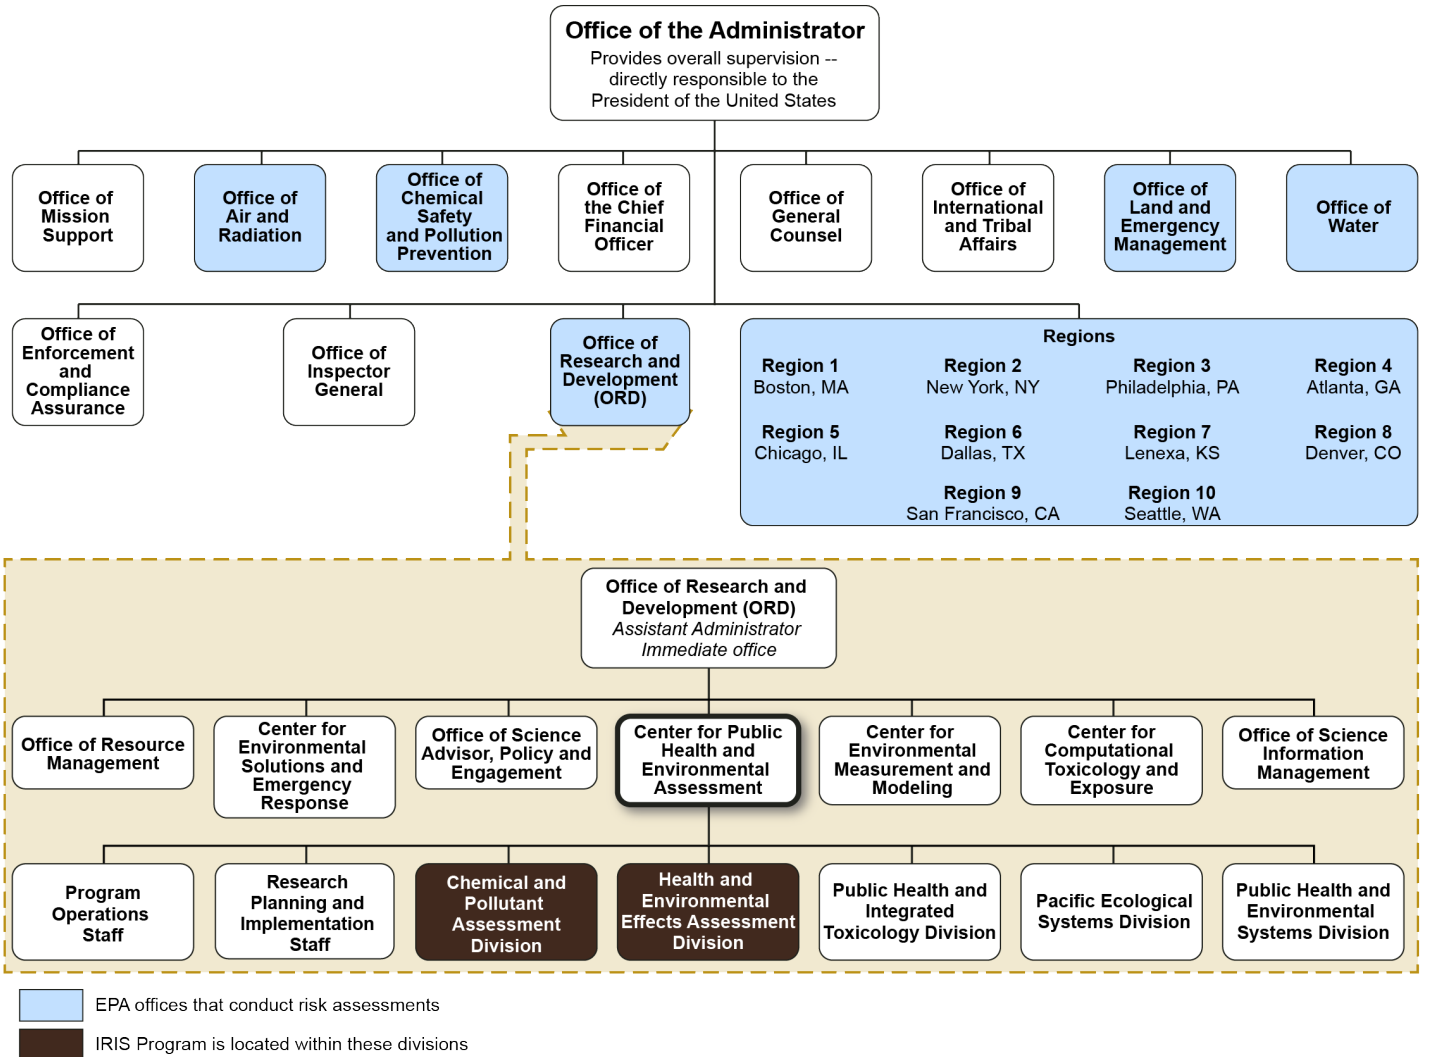 Office of the Administrator
Provides overall supervision --
directly responsible to the
President of the United States
Office of
Mission
Support
Office of
Air and
Radiation
Office of
Chemical
Safety
and Pollution
Prevention
Office of
the Chief
Financial
Officer
Office of
General
Counsel
Office of
International
and Tribal
Affairs
Office of
Land and
Emergency
Management
Office of
Water
Office of
Enforcement
and
Compliance
Assurance
Office of
Inspector
General
Office of
Research and
Development
(ORD)
Regions
Region 1
Boston, MA
Region 2
New York, NY
Region 3
Philadelphia, PA
Region 4
Atlanta, GA
Region 5
Chicago, IL
Region 6
Dallas, TX
Region 7
Lenexa, KS
Region 8
Denver, CO
Region 9
San Francisco, CA
Region 10
Seattle, WA
Office of Research and
Development (ORD)
Assistant Administrator
Immediate office
Office of Resource
Management
Center for
Environmental
Solutions and
Emergency
Response
Office of Science
Advisor, Policy and
Engagement
Center for Public
Health and
Environmental
Assessment
Center for
Environmental
Measurement and
Modeling
Center for
Computational
Toxicology and
Exposure
Office of Science
Information
Management
Program
Operations
Staff
Research
Planning and
Implementation
Staff
Chemical and
Pollutant
Assessment
Division
Health and
Environmental
Effects Assessment
Division
Public Health and
Integrated
Toxicology Division
Pacific Ecological
Systems Division
Public Health and
Environmental
Systems Division
EPA offices that conduct risk assessments
IRIS Program is located within these divisions